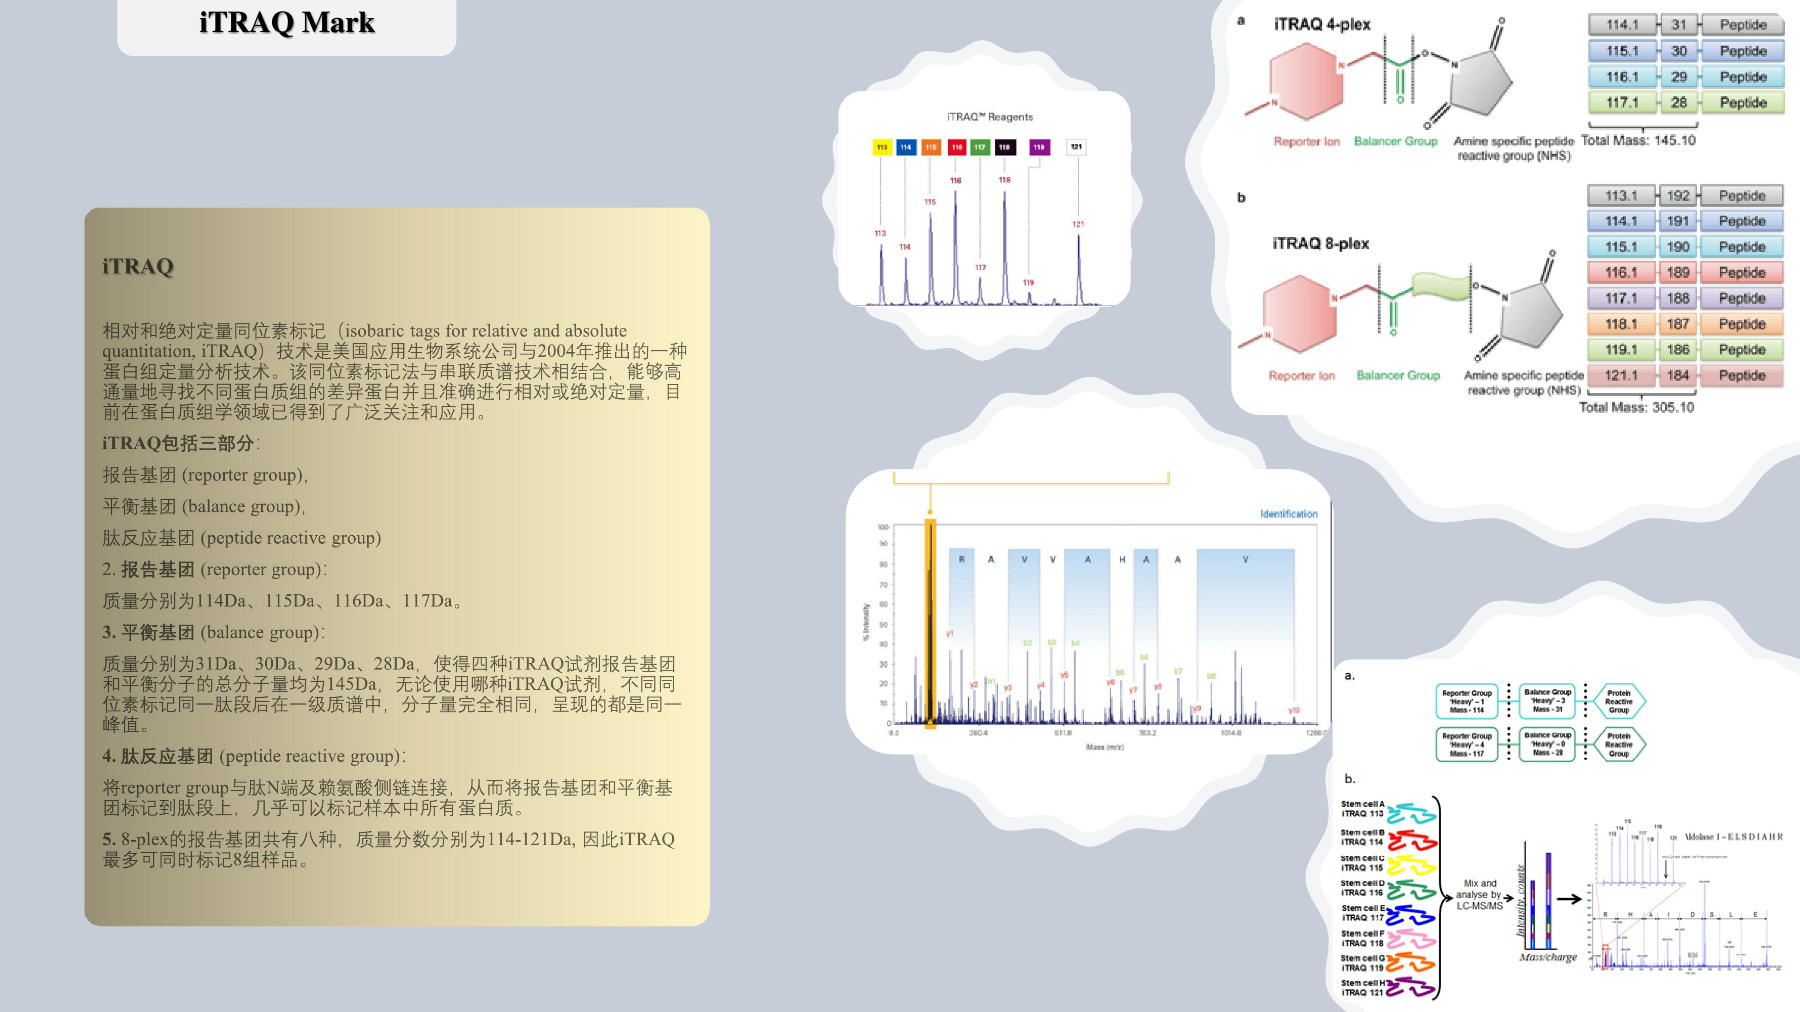 iTRAQ Mark
iTRAQ
相对和绝对定量同位素标记（isobaric tags for relative and absolute
quantitation, iTRAQ）技术是美国应用生物系统公司与2004年推出的一种
蛋白组定量分析技术。该同位素标记法与串联质谱技术相结合，能够高
通量地寻找不同蛋白质组的差异蛋白并且准确进行相对或绝对定量，目
前在蛋白质组学领域已得到了广泛关注和应用。
iTRAQ包括三部分：
报告基团 (reporter group)，
平衡基团 (balance group)，
肽反应基团 (peptide reactive group)
2. 报告基团 (reporter group)：
质量分别为114Da、115Da、116Da、117Da。
3. 平衡基团 (balance group)：
质量分别为31Da、30Da、29Da、28Da，使得四种iTRAQ试剂报告基团
和平衡分子的总分子量均为145Da，无论使用哪种iTRAQ试剂，不同同
位素标记同一肽段后在一级质谱中，分子量完全相同，呈现的都是同一
峰值。
4. 肽反应基团 (peptide reactive group)：
将reporter group与肽N端及赖氨酸侧链连接，从而将报告基团和平衡基
团标记到肽段上，几乎可以标记样本中所有蛋白质。
5. 8-plex的报告基团共有八种，质量分数分别为114-121Da, 因此iTRAQ
最多可同时标记8组样品。
iTRAQ™ Reagents
113 114 115 116 117 118 119 121
116 118
115
121
113
114
117
119
Identification
% Intensity
100
90
80
70
60
50
40
30
20
10
0
R A V V A H A A V
y1
b2 b3 b4
b6
y2 b1 y3 y4 y5 y6 b5 y7 y8 b7 b8
y9 y10
9.0 260.4 511.8 763.2 1014.6 1266.0
Mass (m/z)
a
iTRAQ 4-plex
N N O O N O O
Reporter Ion Balancer Group Amine specific peptide
reactive group (NHS)
114.1 31 Peptide
115.1 30 Peptide
116.1 29 Peptide
117.1 28 Peptide
Total Mass: 145.10
b
iTRAQ 8-plex
N N O O N O O
Reporter Ion Balancer Group Amine specific peptide
reactive group (NHS)
113.1 192 Peptide
114.1 191 Peptide
115.1 190 Peptide
116.1 189 Peptide
117.1 188 Peptide
118.1 187 Peptide
119.1 186 Peptide
121.1 184 Peptide
Total Mass: 305.10
a.
Reporter Group
'Heavy' – 1
Mass - 114
Balance Group
'Heavy' – 3
Mass - 31
Protein
Reactive
Group
Reporter Group
'Heavy' – 4
Mass - 117
Balance Group
'Heavy' – 0
Mass - 28
Protein
Reactive
Group
b.
Stem cell A
iTRAQ 113
Stem cell B
iTRAQ 114
Stem cell C
iTRAQ 115
Stem cell D
iTRAQ 116
Stem cell E
iTRAQ 117
Stem cell F
iTRAQ 118
Stem cell G
iTRAQ 119
Stem cell H
iTRAQ 121
Mix and
analyse by
LC-MS/MS
Intensity, counts
Mass/charge
Aldolase 1 – E L S D I A H R
113 114 115 116 117 118 119 121
R H A I D S L E